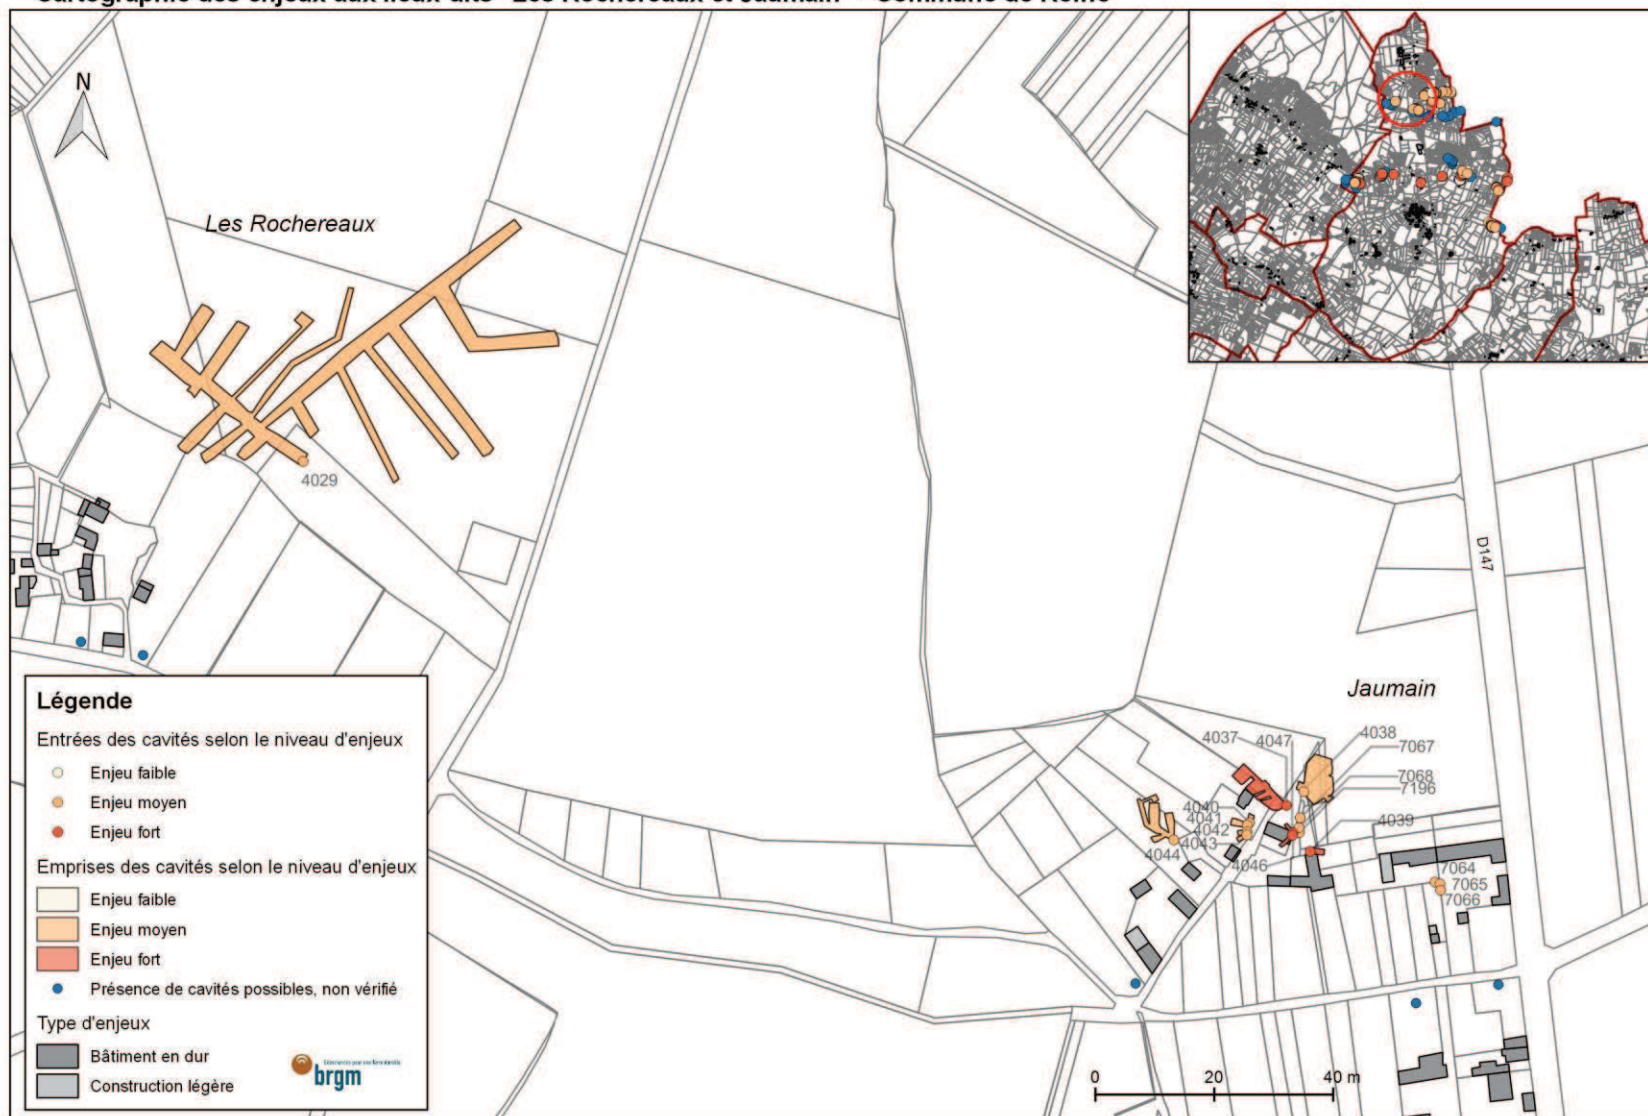 N
Les Rochereaux
4029
D147
Jaumain
4037
4047
4038
7067
7068
7196
4040
4041
4042
4043
4044
4046
4039
7064
7065
7066
Légende
Entrées des cavités selon le niveau d'enjeux
Enjeu faible
Enjeu moyen
Enjeu fort
Emprises des cavités selon le niveau d'enjeux
Enjeu faible
Enjeu moyen
Enjeu fort
Présence de cavités possibles, non vérifié
Type d'enjeux
Bâtiment en dur
Construction légère
brgm
0 20 40 m